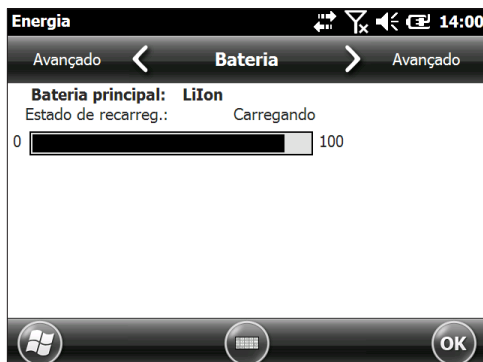 Energia 14:00
Avançado Bateria Avançado
Bateria principal: LiIon
Estado de recarreg.: Carregando
0 100
OK